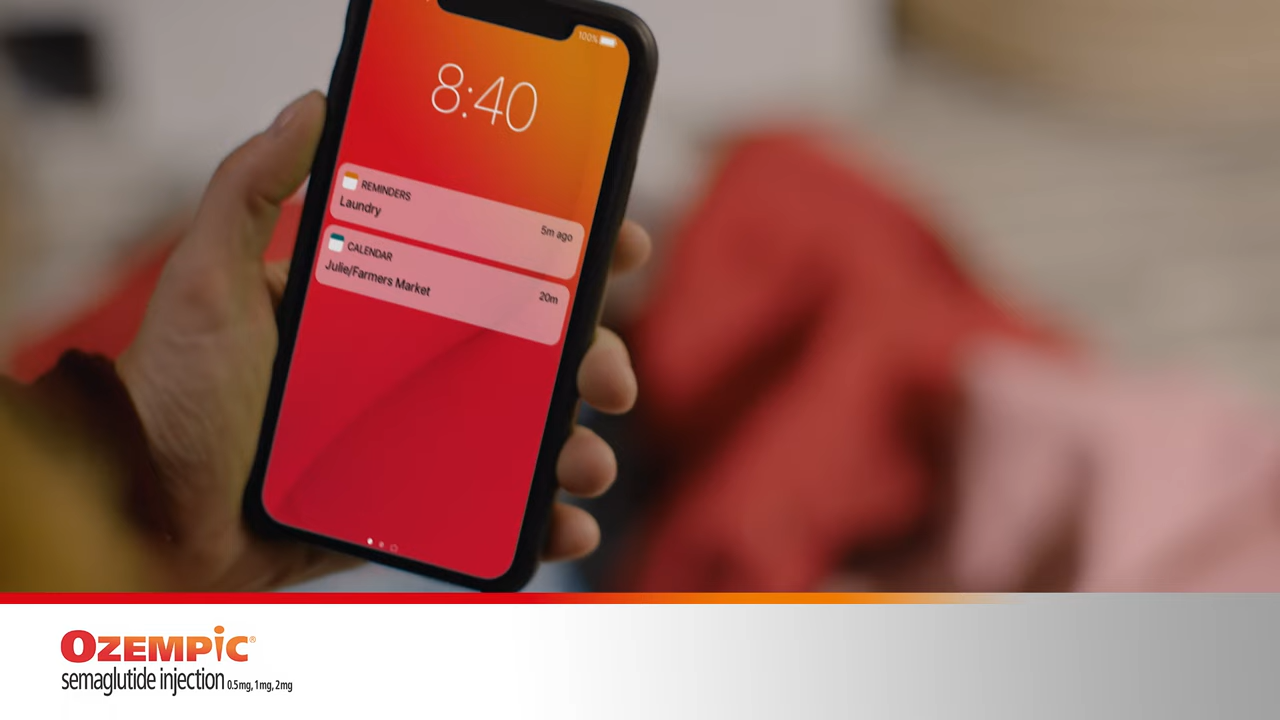 100%
8:40
REMINDERS
Laundry
5m ago
CALENDAR
Julie/Farmers Market
20m
OZEMPIC®
semaglutide injection 0.5mg, 1mg, 2mg